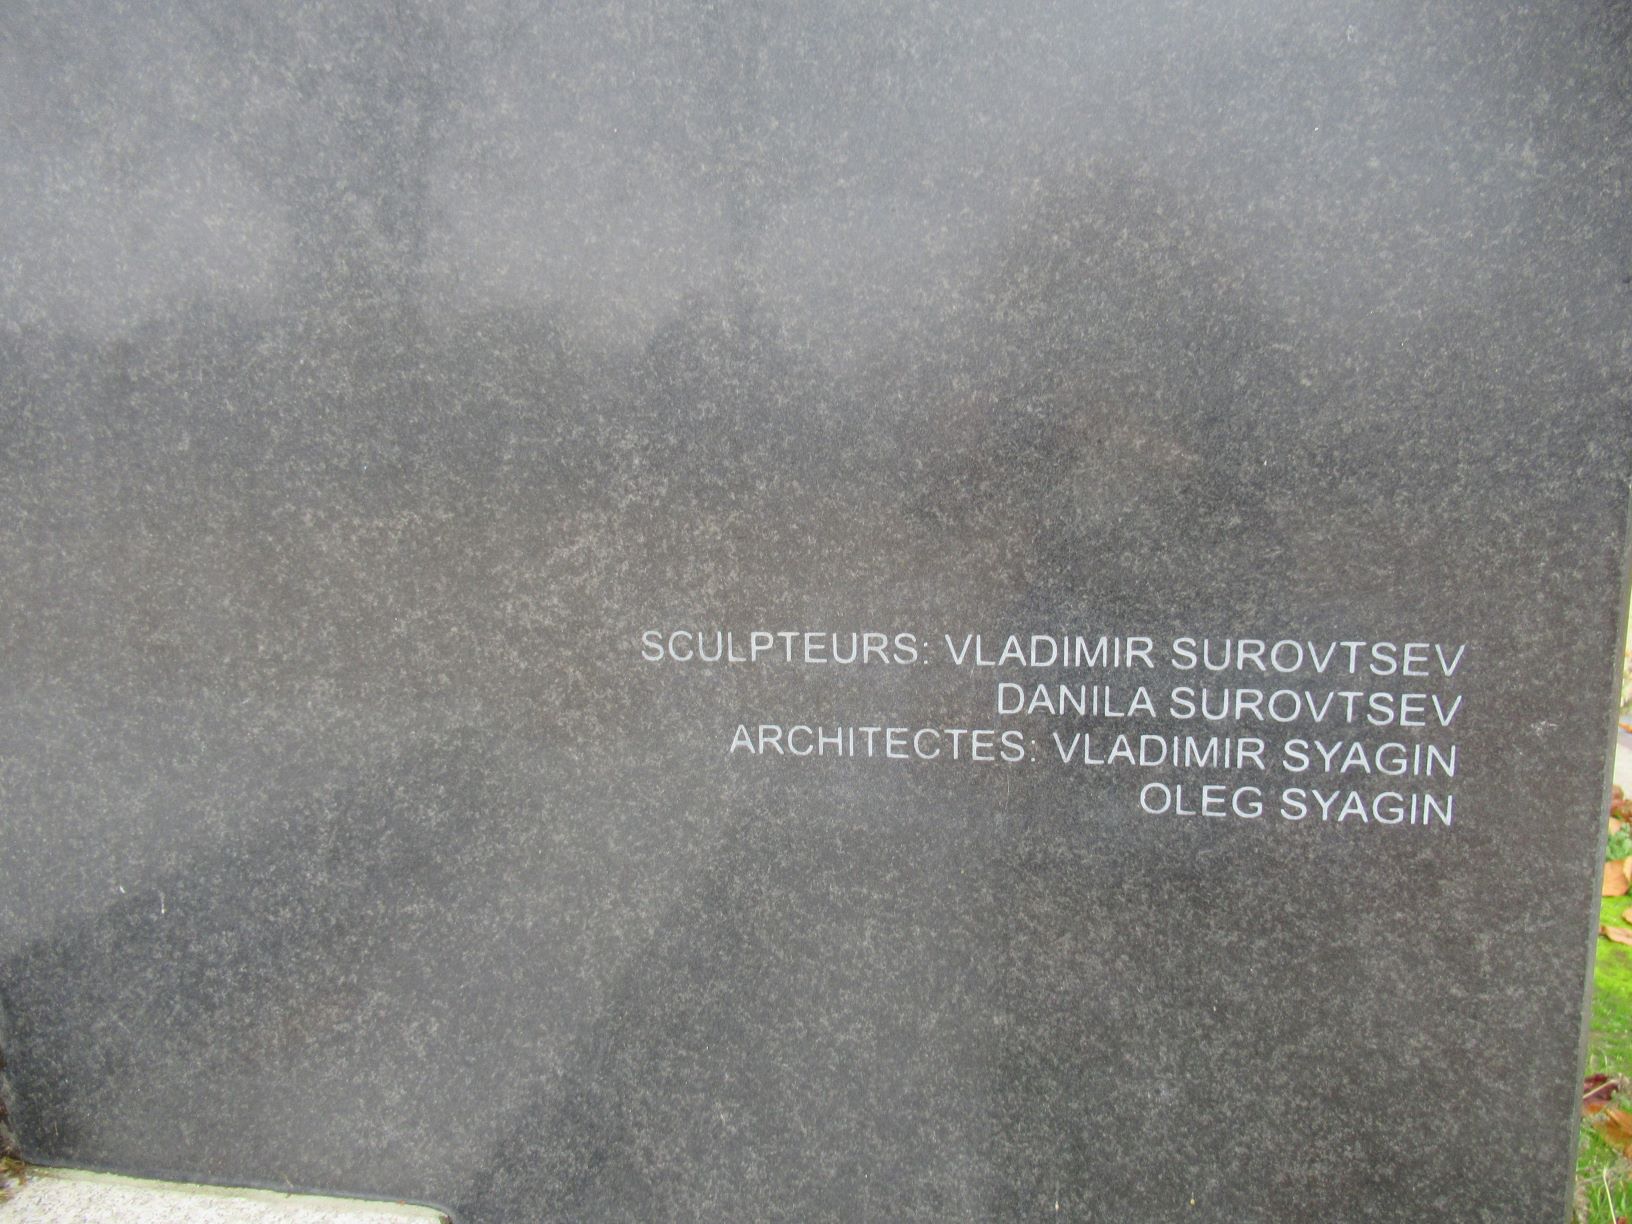 SCULPTEURS: VLADIMIR SUROVTSEV
DANILA SUROVTSEV
ARCHITECTES: VLADIMIR SYAGIN
OLEG SYAGIN